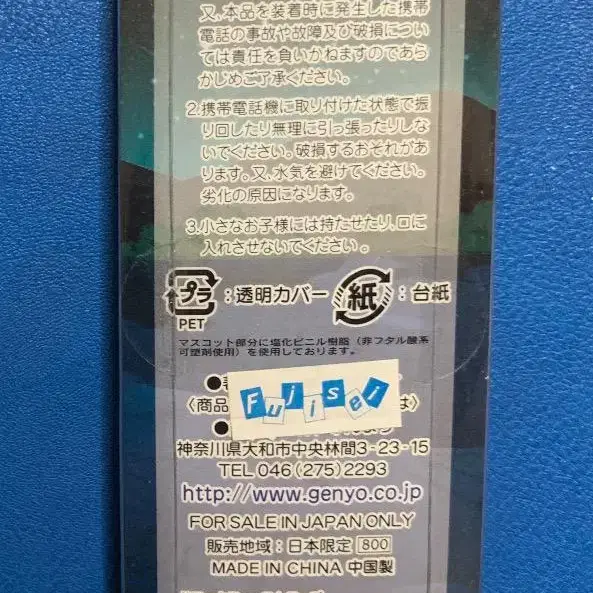 又、本品を装着時に発生した携帯
電話の事故や故障及び破損につい
ては責任を負いかねますのであら
かじめご了承ください。
2.携帯電話機に取り付けた状態で振
り回したり無理に引っ張ったりしな
いでください。破損するおそれがあ
ります。又、水気を避けてください。
劣化の原因になります。
3.小さなお子様には持たせたり、口に
入れさせないでください。
プラ :透明カバー 紙 :台紙
PET
マスコット部分に塩化ビニル樹脂(非フタル酸系
可塑剤使用)を使用しております。
〈商品 は〉
Fujisei
神奈川県大和市中央林間3-23-15
TEL 046(275)2293
http://www.genyo.co.jp
FOR SALE IN JAPAN ONLY
販売地域:日本限定 800
MADE IN CHINA 中国製